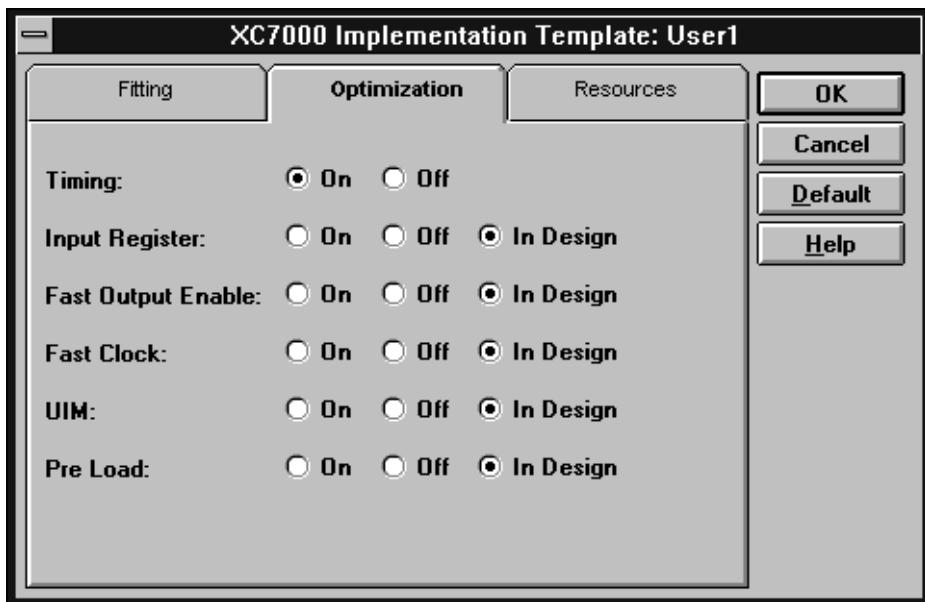 XC7000 Implementation Template: User1
Fitting
Optimization
Resources
OK
Cancel
Default
Help
Timing: On Off
Input Register: On Off In Design
Fast Output Enable: On Off In Design
Fast Clock: On Off In Design
UIM: On Off In Design
Pre Load: On Off In Design